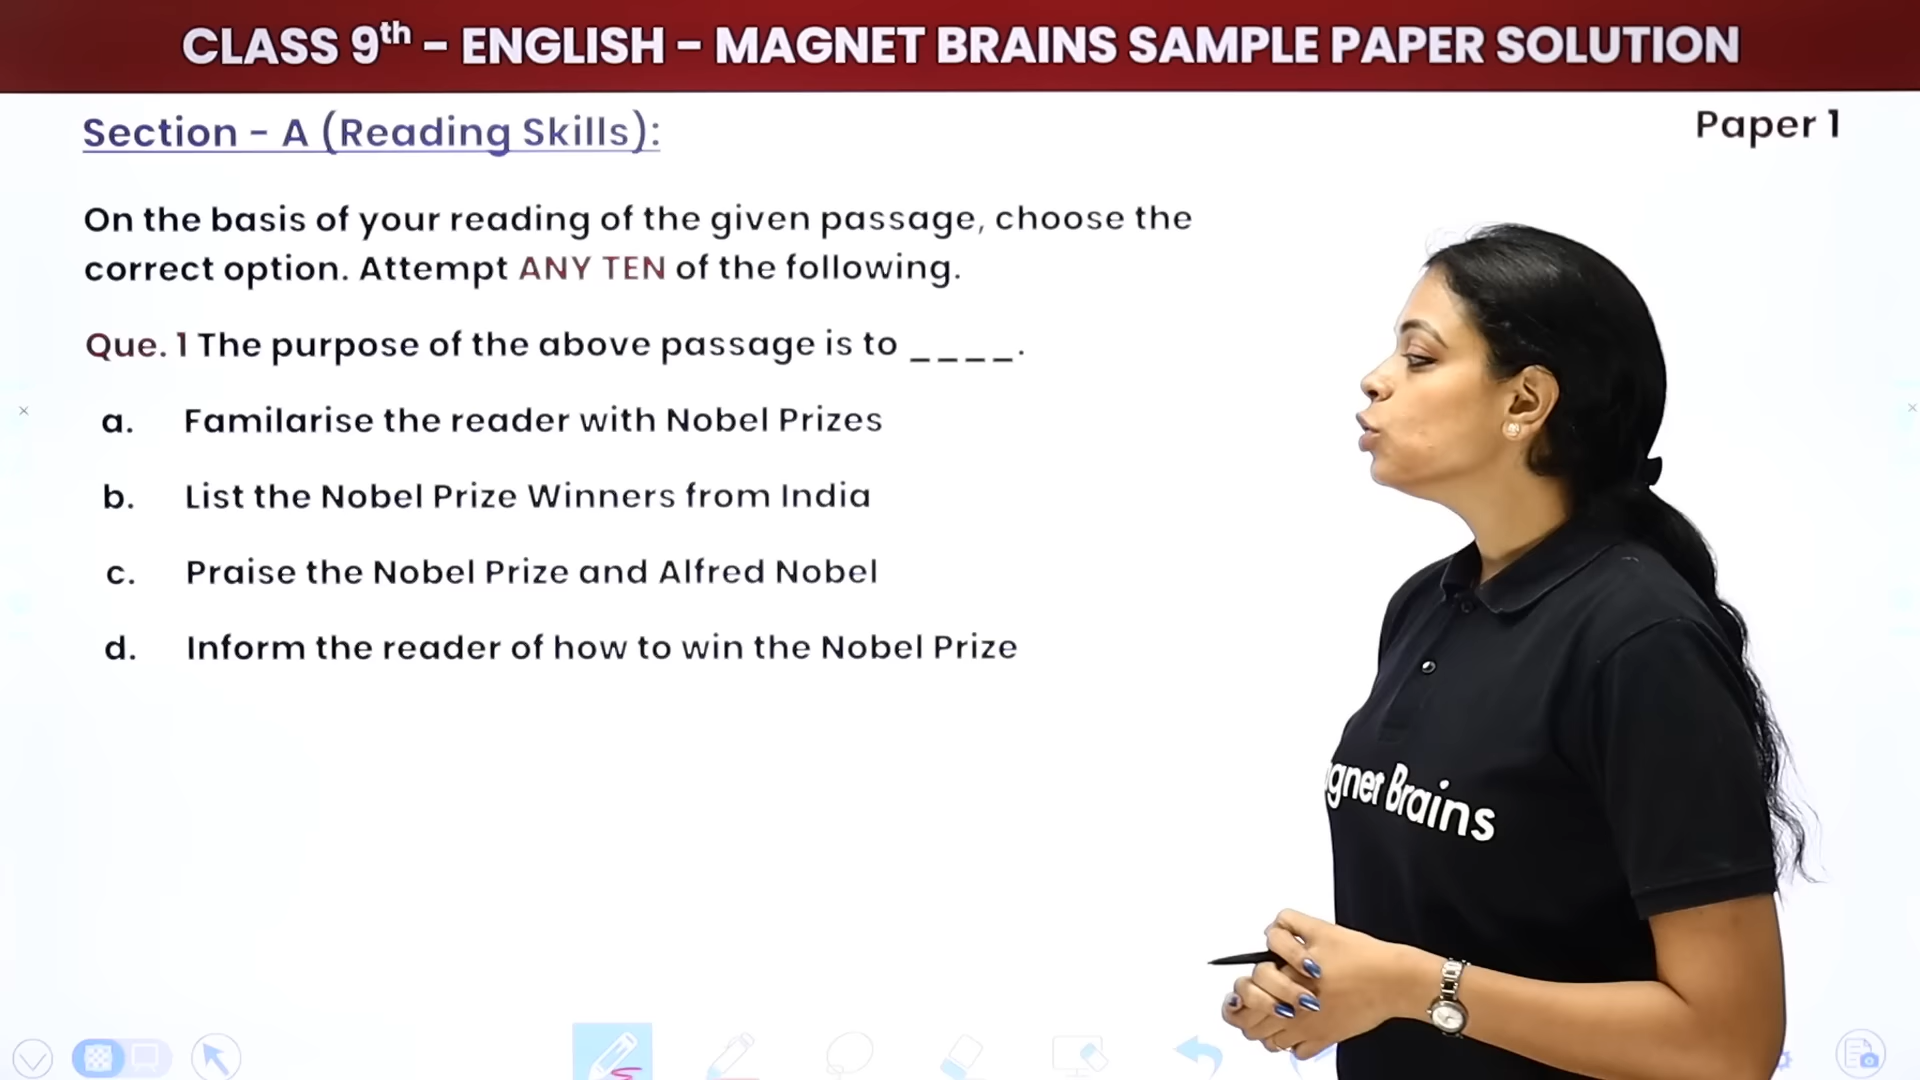 CLASS 9th - ENGLISH - MAGNET BRAINS SAMPLE PAPER SOLUTION
Section - A (Reading Skills):
Paper 1
On the basis of your reading of the given passage, choose the
correct option. Attempt ANY TEN of the following.
Que. 1 The purpose of the above passage is to ____.
a. Familarise the reader with Nobel Prizes
b. List the Nobel Prize Winners from India
c. Praise the Nobel Prize and Alfred Nobel
d. Inform the reader of how to win the Nobel Prize
gnet Brains